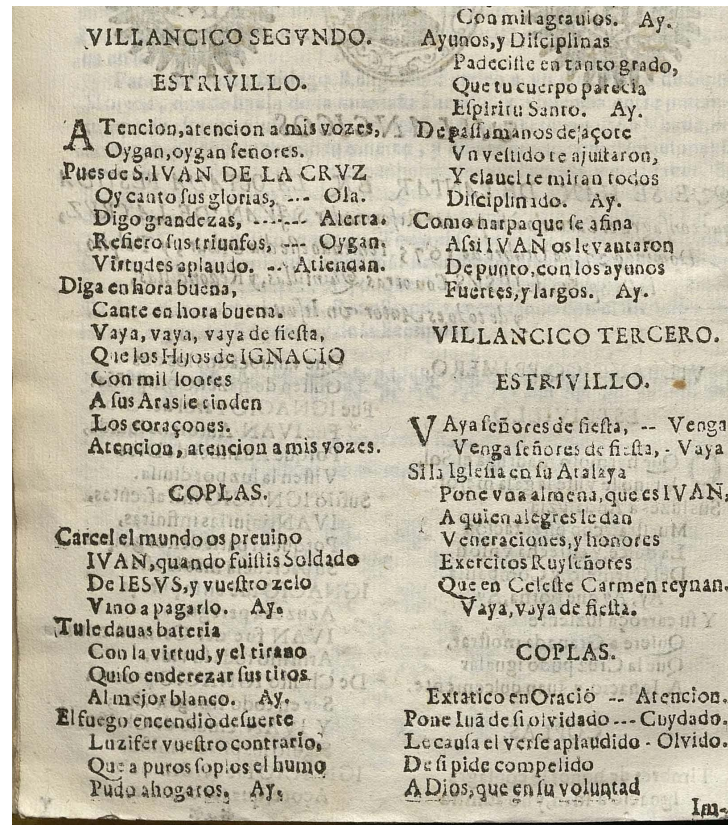 VILLANCICO SEGVNDO.
ESTRIVILLO.
ATencion, atencion a mis vozes,
Oygan, oygan señores.
Pues de S. IVAN DE LA CRVZ
Oy canto sus glorias, --- Ola.
Digo grandezas, ------ Alerta.
Refiero sus triunfos, --- Oygan.
Virtudes aplaudo. -- Atiendan.
Diga en hora buena,
Cante en hora buena.
Vaya, vaya, vaya de fiesta,
Que los Hijos de IGNACIO
Con mil loores
A sus Aras le rinden
Los coraçones.
Atencion, atencion a mis vozes.
COPLAS.
Carcel el mundo os preuino
IVAN, quando fuistis Soldado
De IESVS, y vuestro zelo
Vino a pagarlo. Ay.
Tu le dauas bateria
Con la virtud, y el tirano
Quiso enderezar sus tiros
Al mejor blanco. Ay.
El fuego encendiò de suerte
Luzifer vuestro contrario,
Que a puros soplos el humo
Pudo ahogaros. Ay.
Con mil agrauios. Ay.
Ayunos, y Disciplinas
Padeciste en tanto grado,
Que tu cuerpo parecia
Espiritu Santo. Ay.
De passamanos de açote
Vn vestido te ajustaron,
Y clauel te miran todos
Disciplinado. Ay.
Como harpa que se afina
Assi IVAN os levantaron
De punto, con los ayunos
Fuertes, y largos. Ay.
VILLANCICO TERCERO.
ESTRIVILLO.
VAya señores de fiesta, -- Venga
Venga señores de fiesta, - Vaya
Si la Iglesia en su Atalaya
Pone vna almena, que es IVAN,
A quien alegres le dan
Veneraciones, y honores
Exercitos Ruyseñores
Que en Celeste Carmen reynan.
Vaya, vaya de fiesta.
COPLAS.
Extatico en Oraciõ -- Atencion.
Pone Iuã de si olvidado --- Cuydado.
Le causa el verse aplaudido - Olvido.
De si pide compelido
A Dios, que en su voluntad
Im-